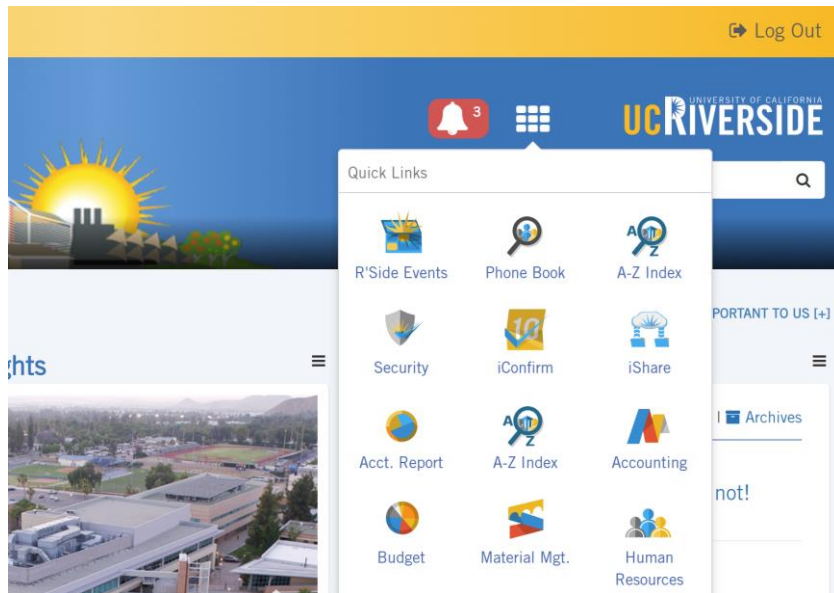 Log Out
3
UNIVERSITY OF CALIFORNIA
UCRIVERSIDE
Quick Links
R'Side Events
Phone Book
A-Z Index
PORTANT TO US [+]
ghts
Security
iConfirm
iShare
| Archives
Acct. Report
A-Z Index
Accounting
not!
Budget
Material Mgt.
Human
Resources